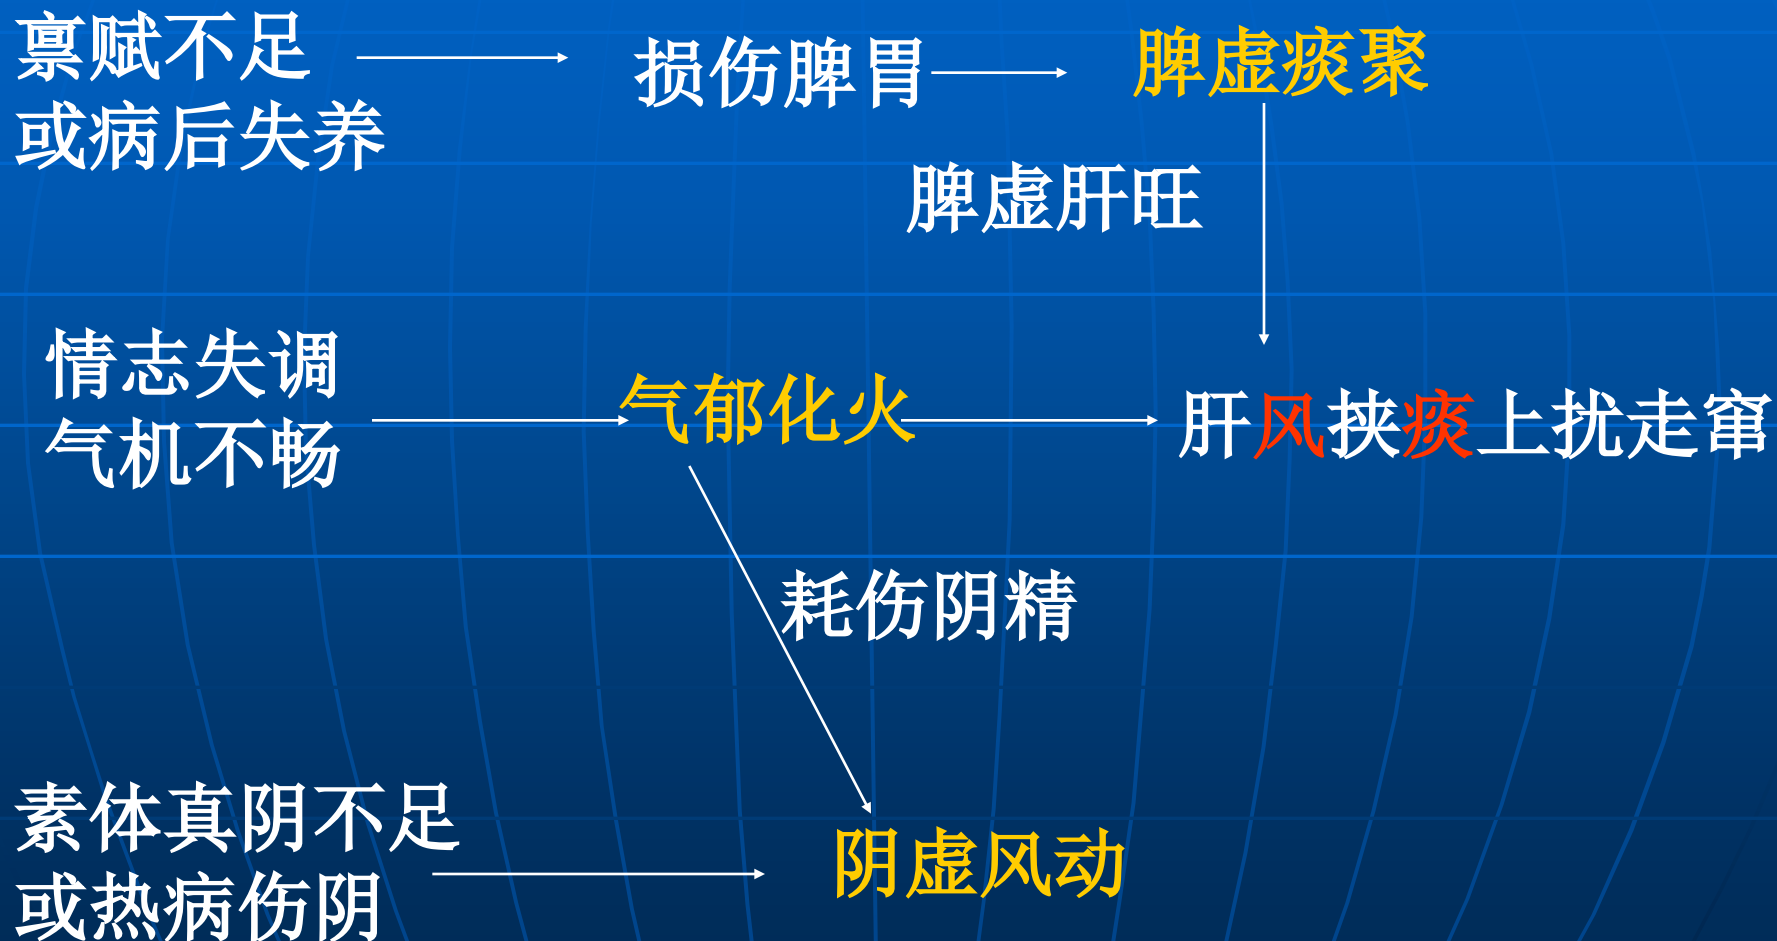 禀赋不足
或病后失养
损伤脾胃
脾虚痰聚
脾虚肝旺
情志失调
气机不畅
气郁化火
肝风挟痰上扰走窜
耗伤阴精
素体真阴不足
或热病伤阴
阴虚风动